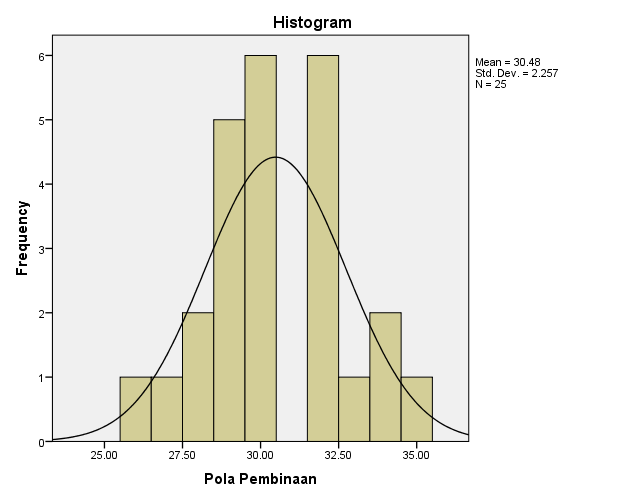 Histogram
Mean = 30.48
Std. Dev. = 2.257
N = 25
Frequency
6
5
4
3
2
1
0
25.00 27.50 30.00 32.50 35.00
Pola Pembinaan